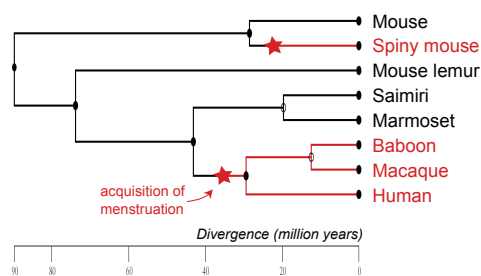 Mouse
Spiny mouse
Mouse lemur
Saimiri
Marmoset
Baboon
Macaque
Human
acquisition of
menstruation
Divergence (million years)
90 80 60 40 20 0